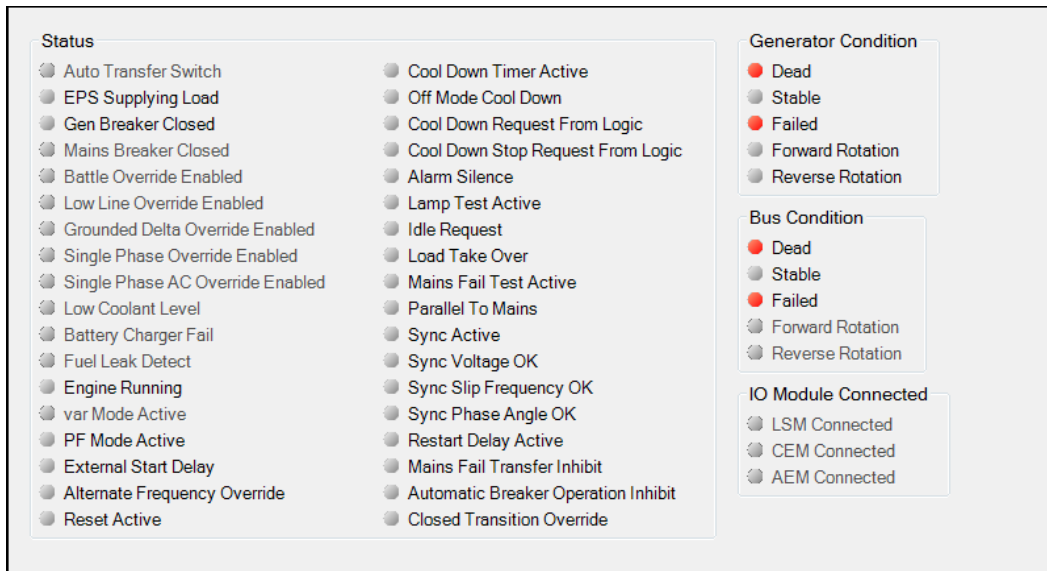 Status
Auto Transfer Switch
EPS Supplying Load
Gen Breaker Closed
Mains Breaker Closed
Battle Override Enabled
Low Line Override Enabled
Grounded Delta Override Enabled
Single Phase Override Enabled
Single Phase AC Override Enabled
Low Coolant Level
Battery Charger Fail
Fuel Leak Detect
Engine Running
var Mode Active
PF Mode Active
External Start Delay
Alternate Frequency Override
Reset Active
Cool Down Timer Active
Off Mode Cool Down
Cool Down Request From Logic
Cool Down Stop Request From Logic
Alarm Silence
Lamp Test Active
Idle Request
Load Take Over
Mains Fail Test Active
Parallel To Mains
Sync Active
Sync Voltage OK
Sync Slip Frequency OK
Sync Phase Angle OK
Restart Delay Active
Mains Fail Transfer Inhibit
Automatic Breaker Operation Inhibit
Closed Transition Override
Generator Condition
Dead
Stable
Failed
Forward Rotation
Reverse Rotation
Bus Condition
Dead
Stable
Failed
Forward Rotation
Reverse Rotation
IO Module Connected
LSM Connected
CEM Connected
AEM Connected